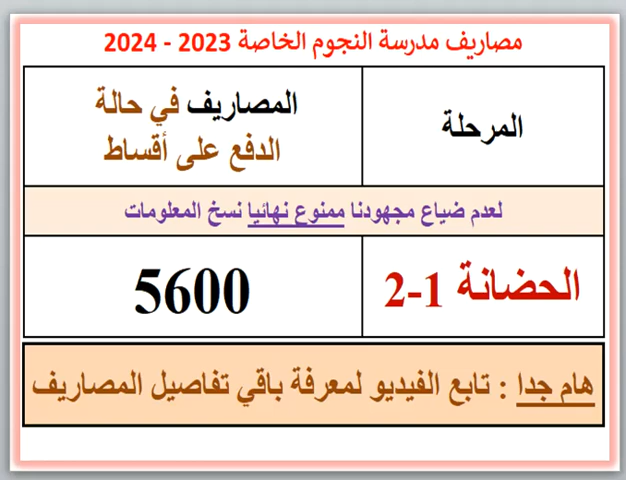 مصاريف مدرسة النجوم الخاصة 2023 - 2024
المرحلة
المصاريف في حالة
الدفع على أقساط
لعدم ضياع مجهودنا ممنوع نهائيا نسخ المعلومات
الحضانة 1-2
5600
هام جدا : تابع الفيديو لمعرفة باقي تفاصيل المصاريف